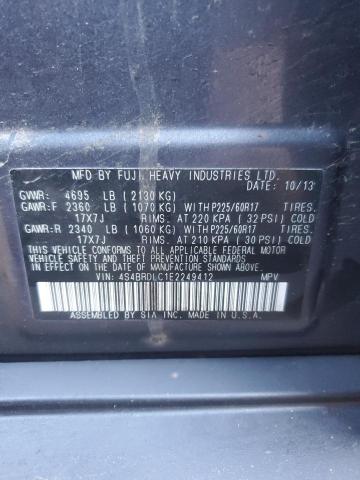 MFD BY FUJI HEAVY INDUSTRIES LTD.
DATE: 10/13
GVWR: 4695 LB (2130 KG)
GAWR:F 2360 LB (1070 KG) WITH P225/60R17 TIRES.
17X7J RIMS. AT 220 KPA (32 PSI) COLD
GAWR:R 2340 LB (1060 KG) WITH P225/60R17 TIRES.
17X7J RIMS. AT 210 KPA (30 PSI) COLD
THIS VEHICLE CONFORMS TO ALL APPLICABLE FEDERAL MOTOR
VEHICLE SAFETY, BUMPER, AND THEFT PREVENTION STANDARDS
IN EFFECT ON THE DATE OF MANUFACTURE SHOWN ABOVE.
VIN: 4S4BRDLC1E2249412 MPV
ASSEMBLED BY SIA INC. MADE IN U.S.A.